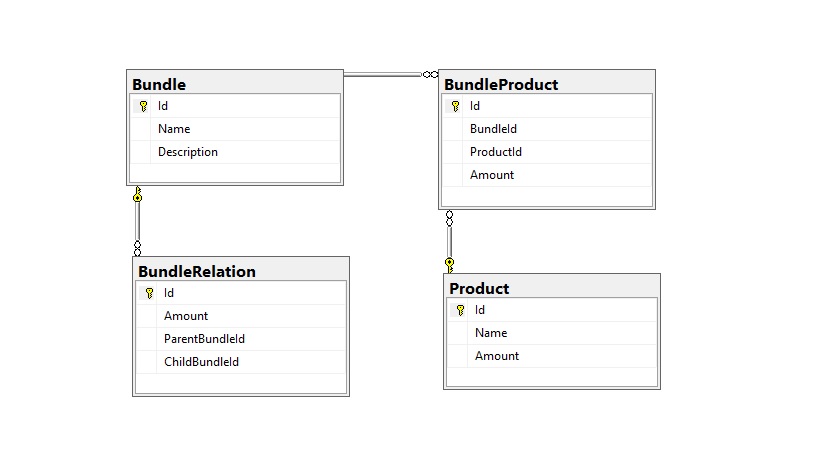 Bundle
Id
Name
Description
BundleProduct
Id
BundleId
ProductId
Amount
BundleRelation
Id
Amount
ParentBundleId
ChildBundleId
Product
Id
Name
Amount